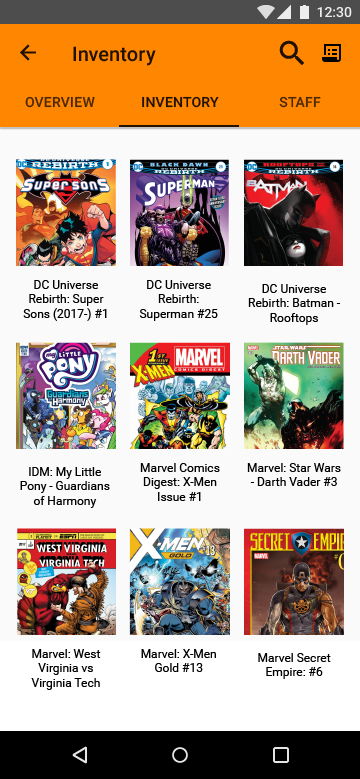 12:30
Inventory
OVERVIEW
INVENTORY
STAFF
REBIRTH
SUPERSONS
BLACK DAWN
REBIRTH
SUPERMAN
ROOFTOPS
REBIRTH
BATMAN
DC Universe
Rebirth: Super
Sons (2017-) #1
DC Universe
Rebirth:
Superman #25
DC Universe
Rebirth: Batman -
Rooftops
MY LITTLE
PONY
Guardians
of Harmony
1ST ISSUE
X-MEN
MARVEL
COMICS DIGEST
STAR WARS
DARTH VADER
IDM: My Little
Pony - Guardians
of Harmony
Marvel Comics
Digest: X-Men
Issue #1
Marvel: Star Wars
- Darth Vader #3
ESPN
WEST VIRGINIA
VIRGINIA TECH
X-MEN
GOLD
#13
SECRET EMPIRE
MARVEL
Marvel: West
Virginia vs
Virginia Tech
Marvel: X-Men
Gold #13
Marvel Secret
Empire: #6